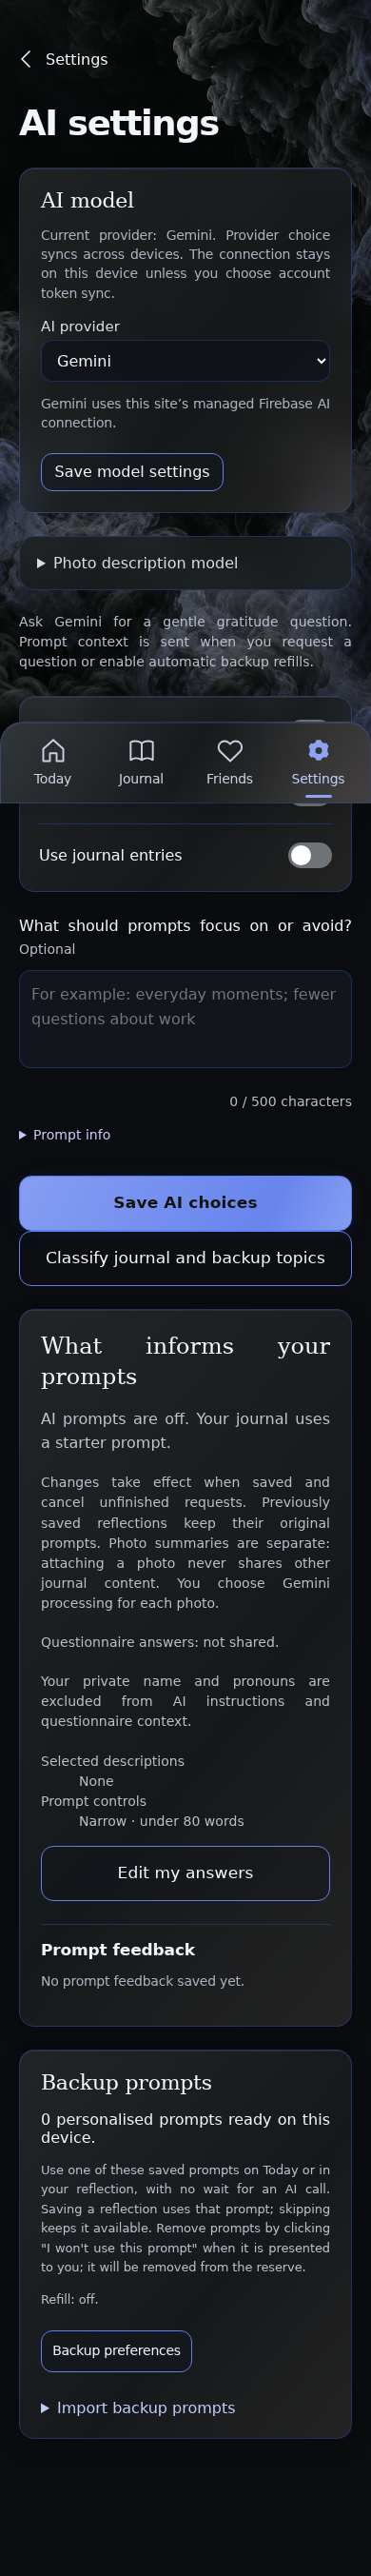 Settings
AI settings
AI model
Current provider: Gemini. Provider choice
syncs across devices. The connection stays
on this device unless you choose account
token sync.
AI provider
Gemini
Gemini uses this site’s managed Firebase AI
connection.
Save model settings
Photo description model
Ask Gemini for a gentle gratitude question.
Prompt context is sent when you request a
question or enable automatic backup refills.
Today
Journal
Friends
Settings
Use journal entries
What should prompts focus on or avoid?
Optional
For example: everyday moments; fewer
questions about work
0 / 500 characters
Prompt info
Save AI choices
Classify journal and backup topics
What informs your
prompts
AI prompts are off. Your journal uses
a starter prompt.
Changes take effect when saved and
cancel unfinished requests. Previously
saved reflections keep their original
prompts. Photo summaries are separate:
attaching a photo never shares other
journal content. You choose Gemini
processing for each photo.
Questionnaire answers: not shared.
Your private name and pronouns are
excluded from AI instructions and
questionnaire context.
Selected descriptions
None
Prompt controls
Narrow · under 80 words
Edit my answers
Prompt feedback
No prompt feedback saved yet.
Backup prompts
0 personalised prompts ready on this
device.
Use one of these saved prompts on Today or in
your reflection, with no wait for an AI call.
Saving a reflection uses that prompt; skipping
keeps it available. Remove prompts by clicking
"I won't use this prompt" when it is presented
to you; it will be removed from the reserve.
Refill: off.
Backup preferences
Import backup prompts